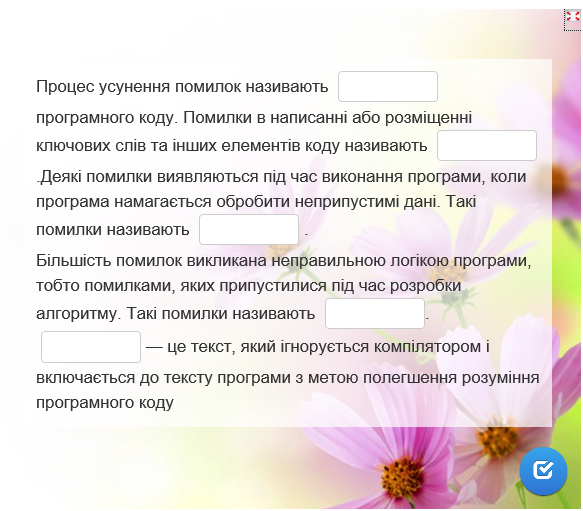 Процес усунення помилок називають
програмного коду. Помилки в написанні або розміщенні
ключових слів та інших елементів коду називають
.Деякі помилки виявляються під час виконання програми, коли
програма намагається обробити неприпустимі дані. Такі
помилки називають .
Більшість помилок викликана неправильною логікою програми,
тобто помилками, яких припустилися під час розробки
алгоритму. Такі помилки називають .
— це текст, який ігнорується компілятором і
включається до тексту програми з метою полегшення розуміння
програмного коду